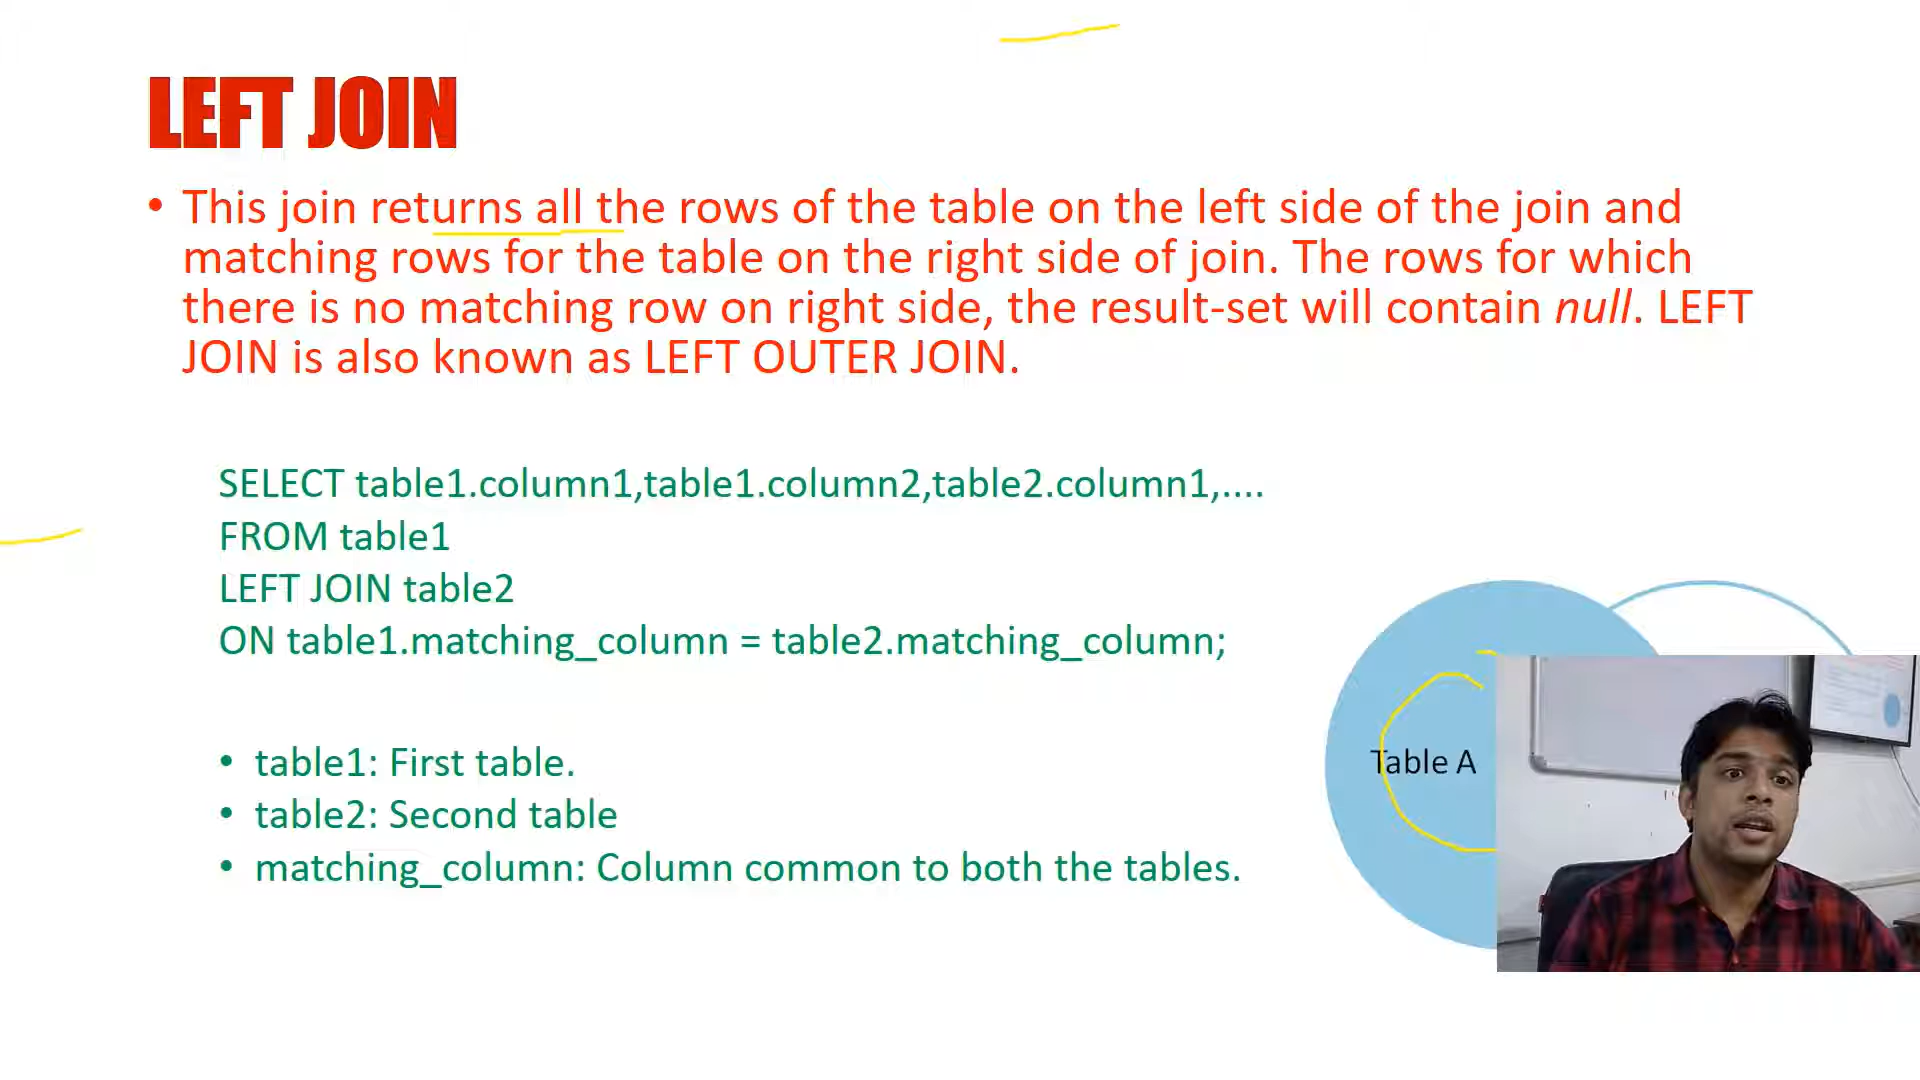 LEFT JOIN
• This join returns all the rows of the table on the left side of the join and
matching rows for the table on the right side of join. The rows for which
there is no matching row on right side, the result-set will contain null. LEFT
JOIN is also known as LEFT OUTER JOIN.
SELECT table1.column1,table1.column2,table2.column1,....
FROM table1
LEFT JOIN table2
ON table1.matching_column = table2.matching_column;
• table1: First table.
• table2: Second table
• matching_column: Column common to both the tables.
Table A